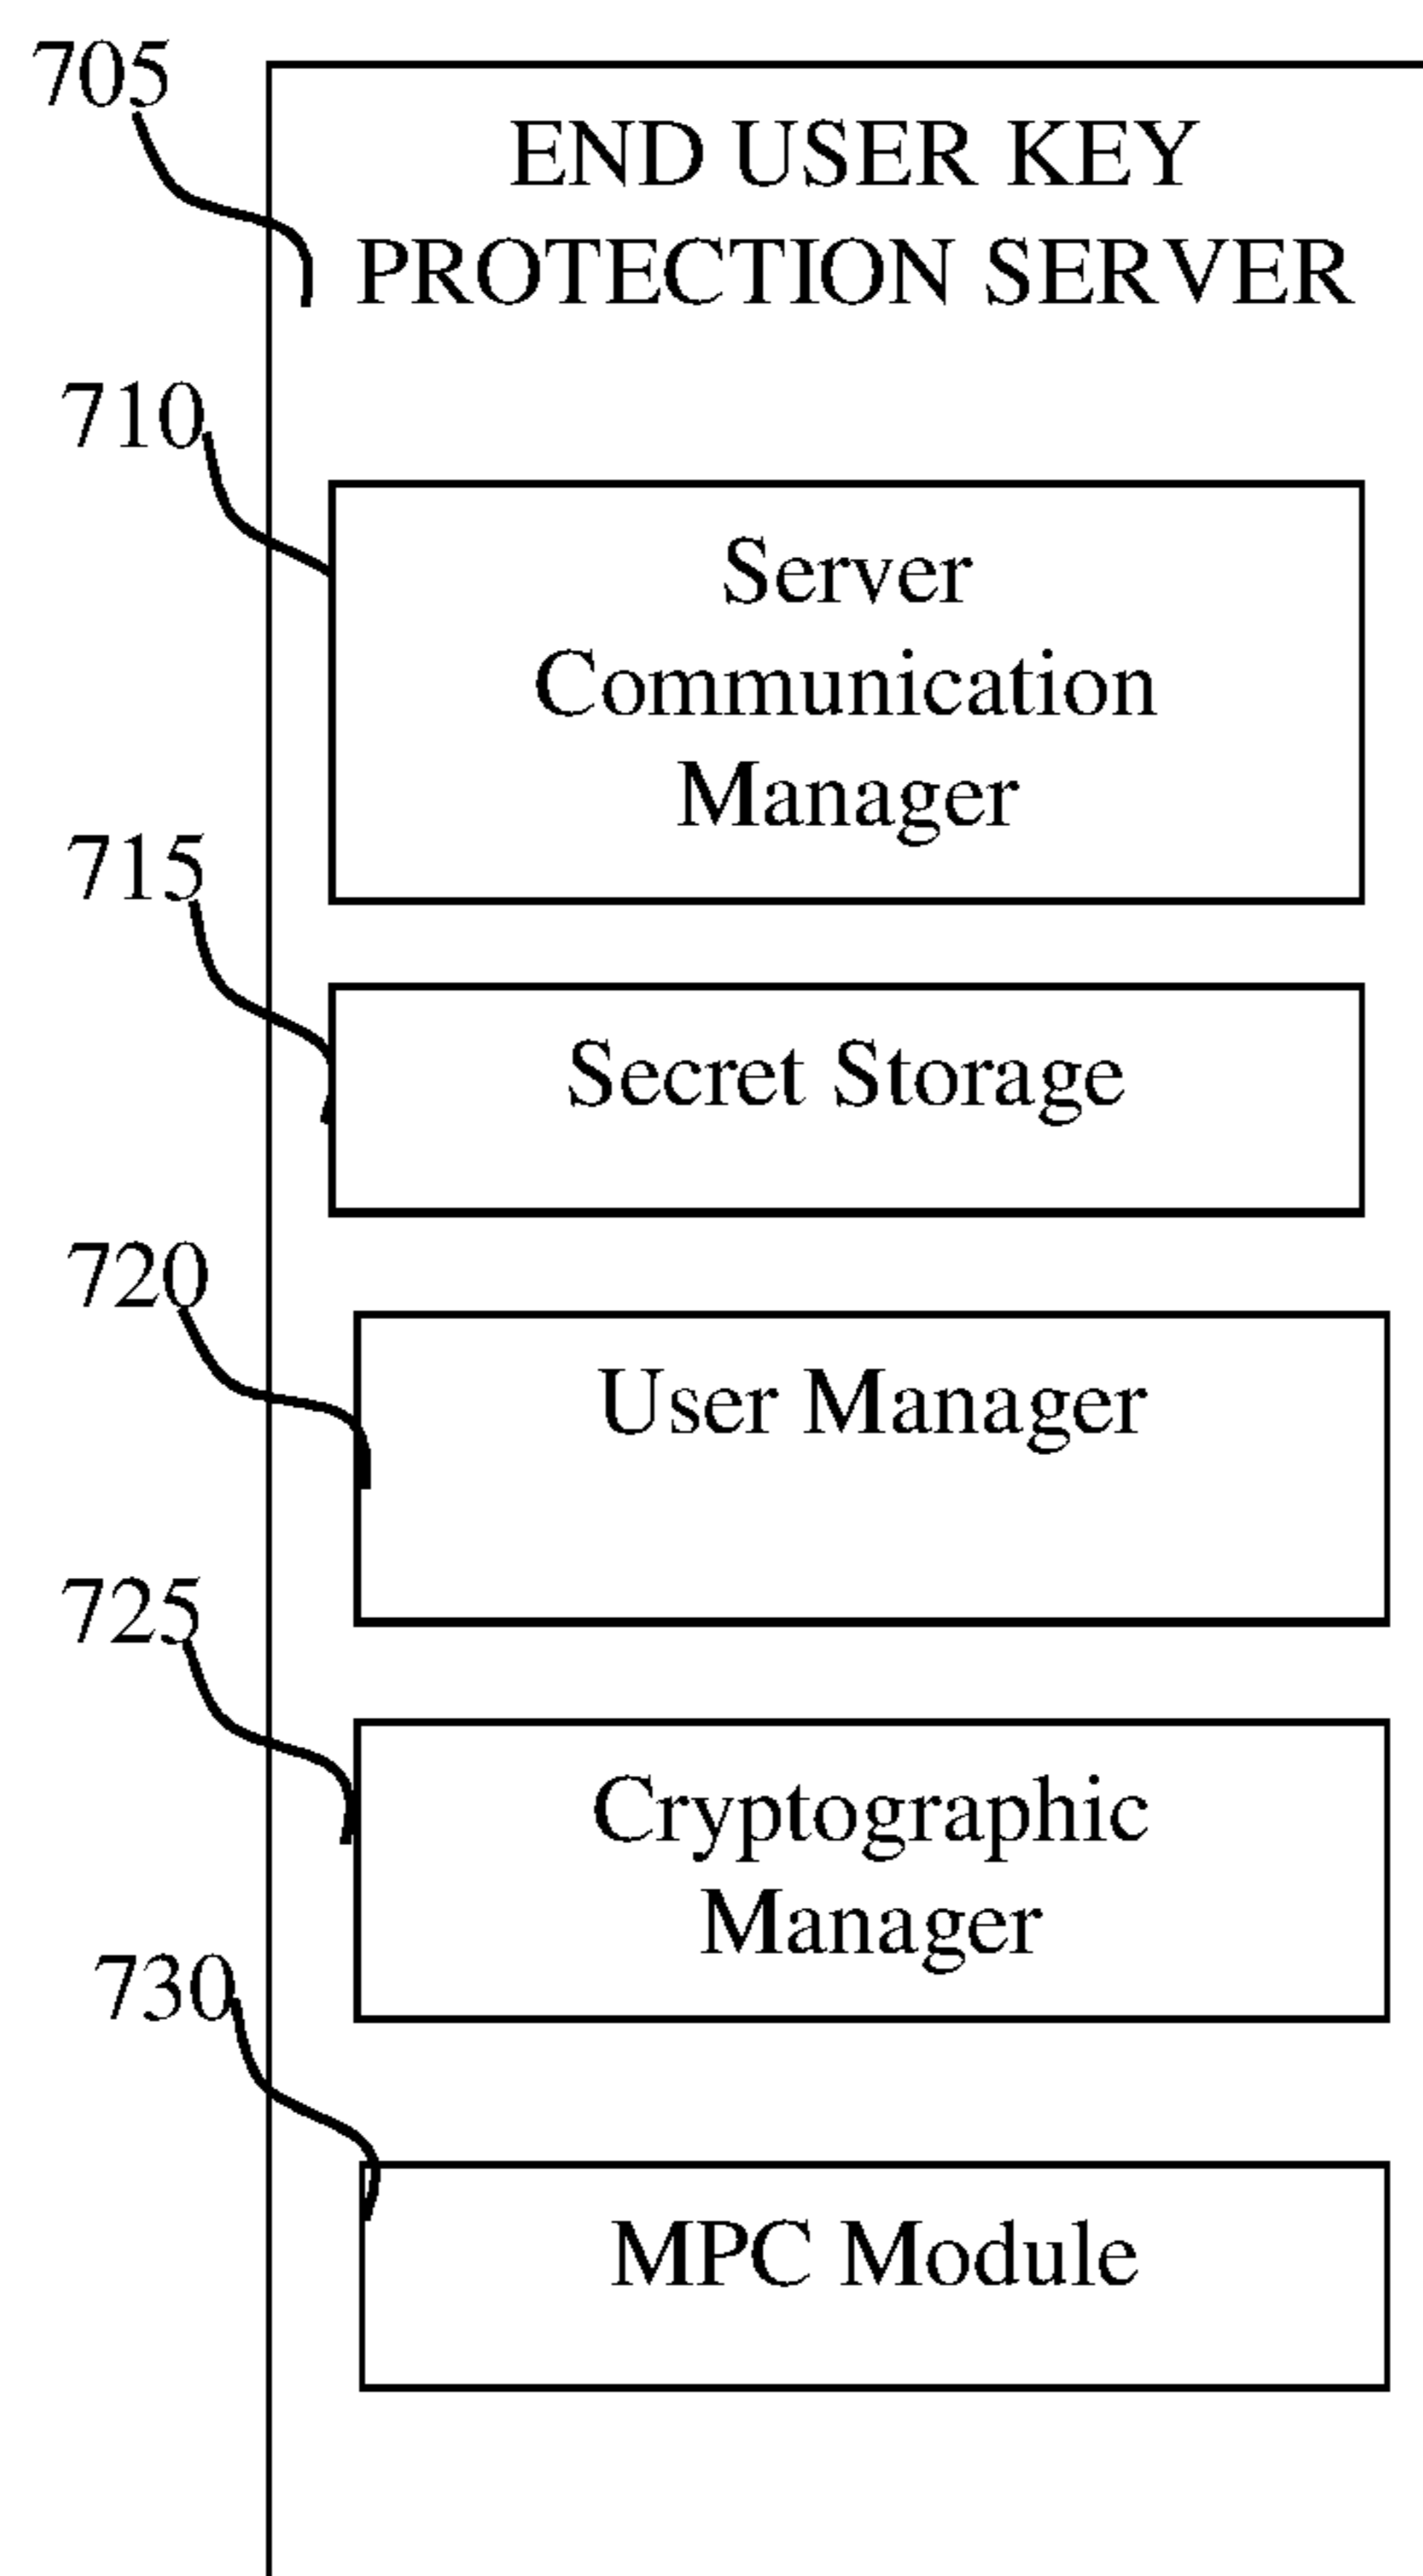 705
END USER KEY
PROTECTION SERVER
710
Server
Communication
Manager
715
Secret Storage
720
User Manager
725
Cryptographic
Manager
730
MPC Module